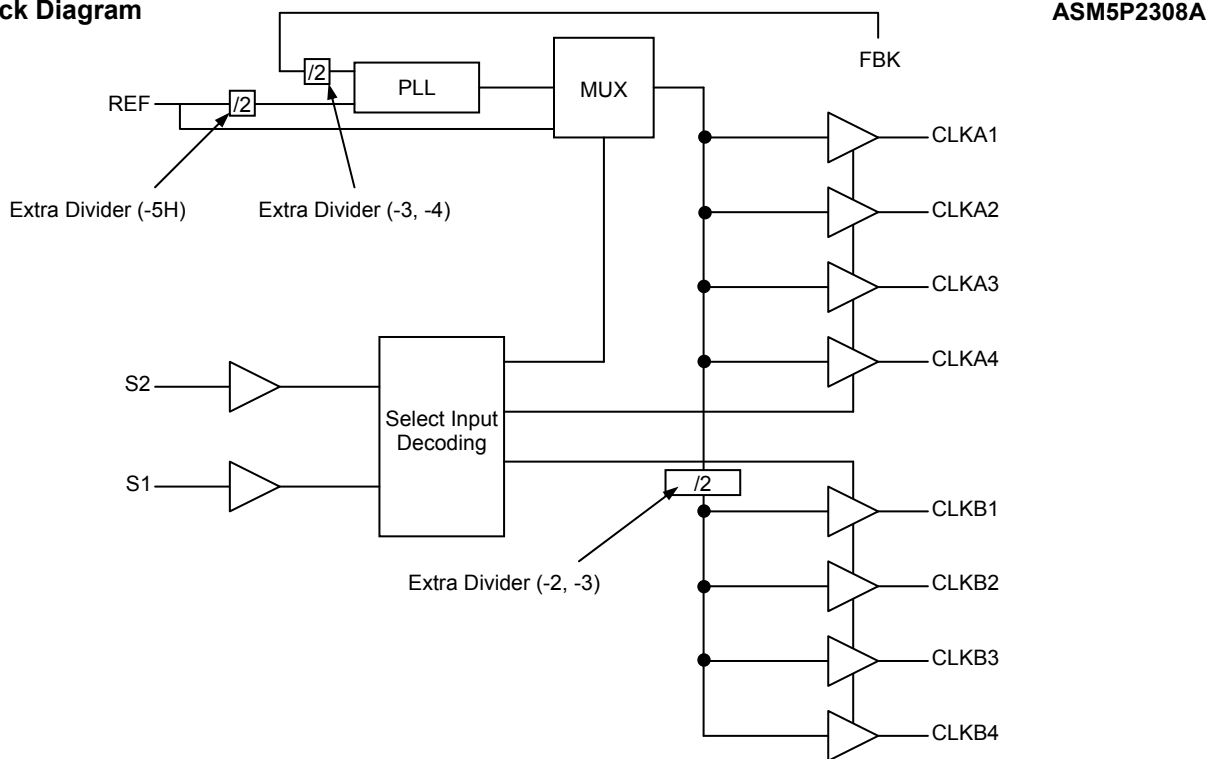 ck Diagram
ASM5P2308A
FBK
/2
PLL
MUX
REF
/2
CLKA1
Extra Divider (-5H)
Extra Divider (-3, -4)
CLKA2
CLKA3
CLKA4
S2
Select Input
Decoding
S1
/2
CLKB1
Extra Divider (-2, -3)
CLKB2
CLKB3
CLKB4